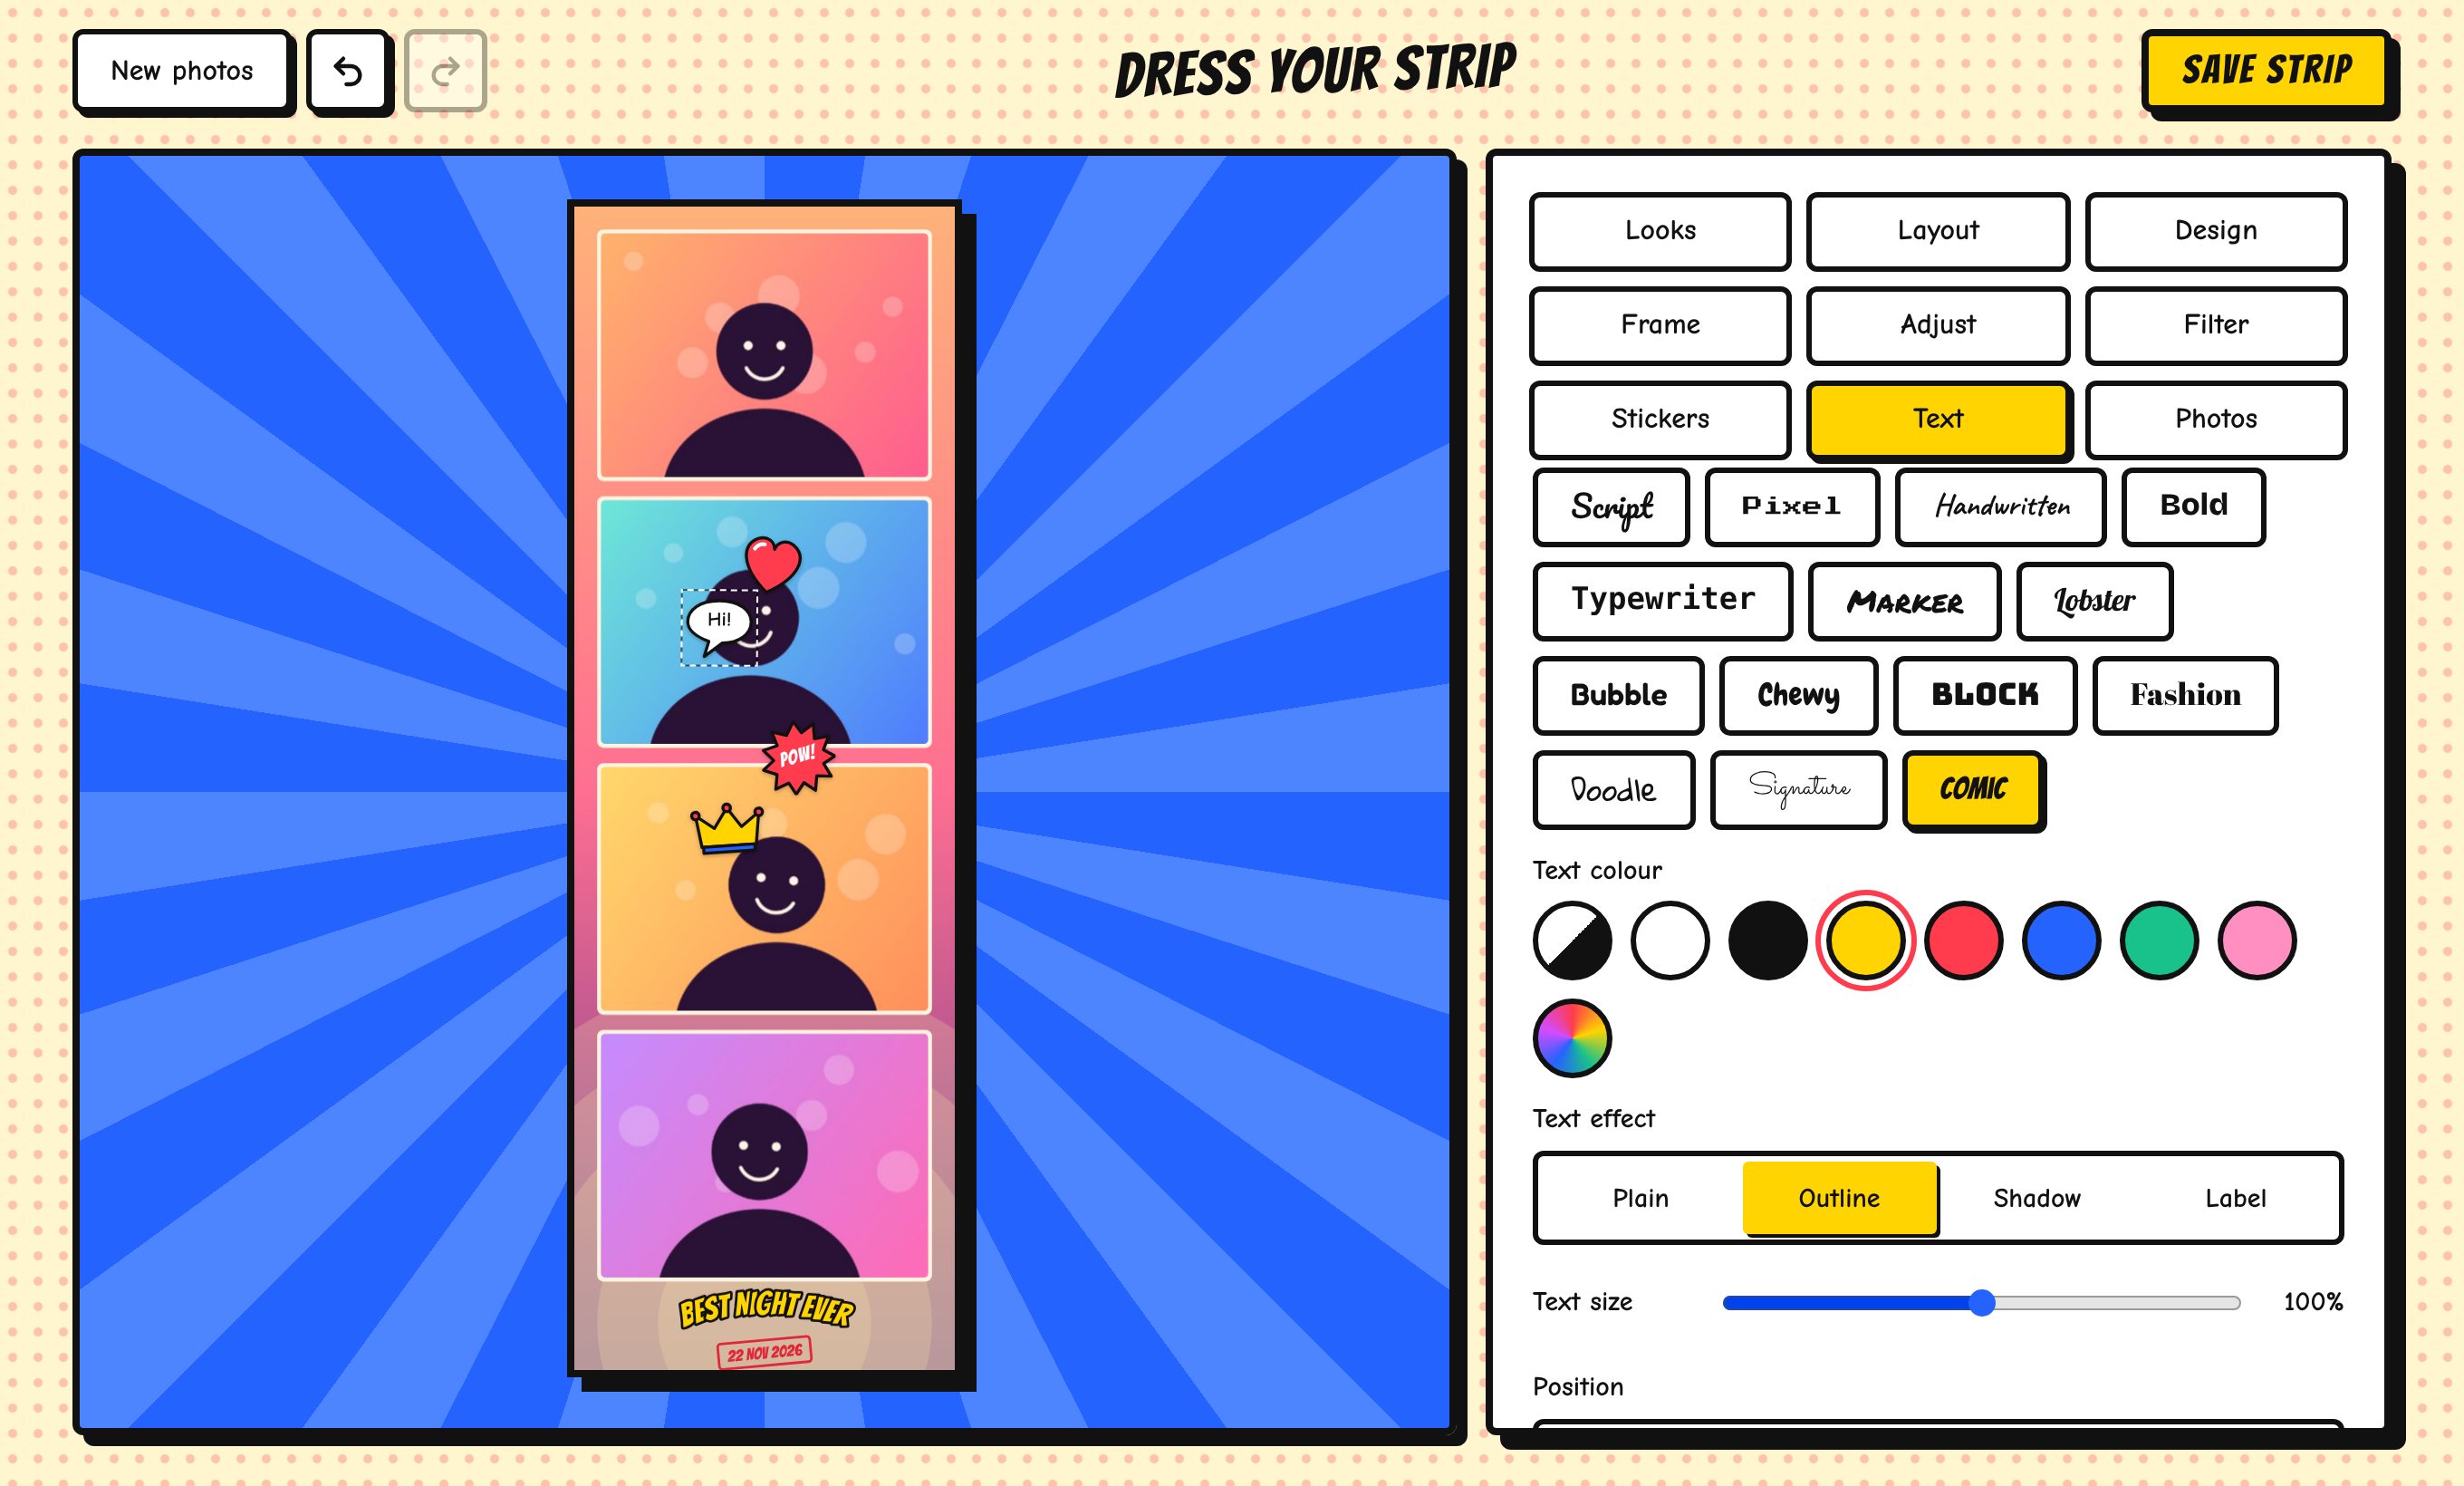 New photos
DRESS YOUR STRIP
SAVE STRIP
Hi!
POW!
BEST NIGHT EVER
22 NOV 2026
Looks Layout Design
Frame Adjust Filter
Stickers Text Photos
Script Pixel Handwritten Bold
Typewriter MARKER Lobster
Bubble Chewy BLOCK Fashion
Doodle Signature COMIC
Text colour
Text effect
Plain Outline Shadow Label
Text size 100%
Position